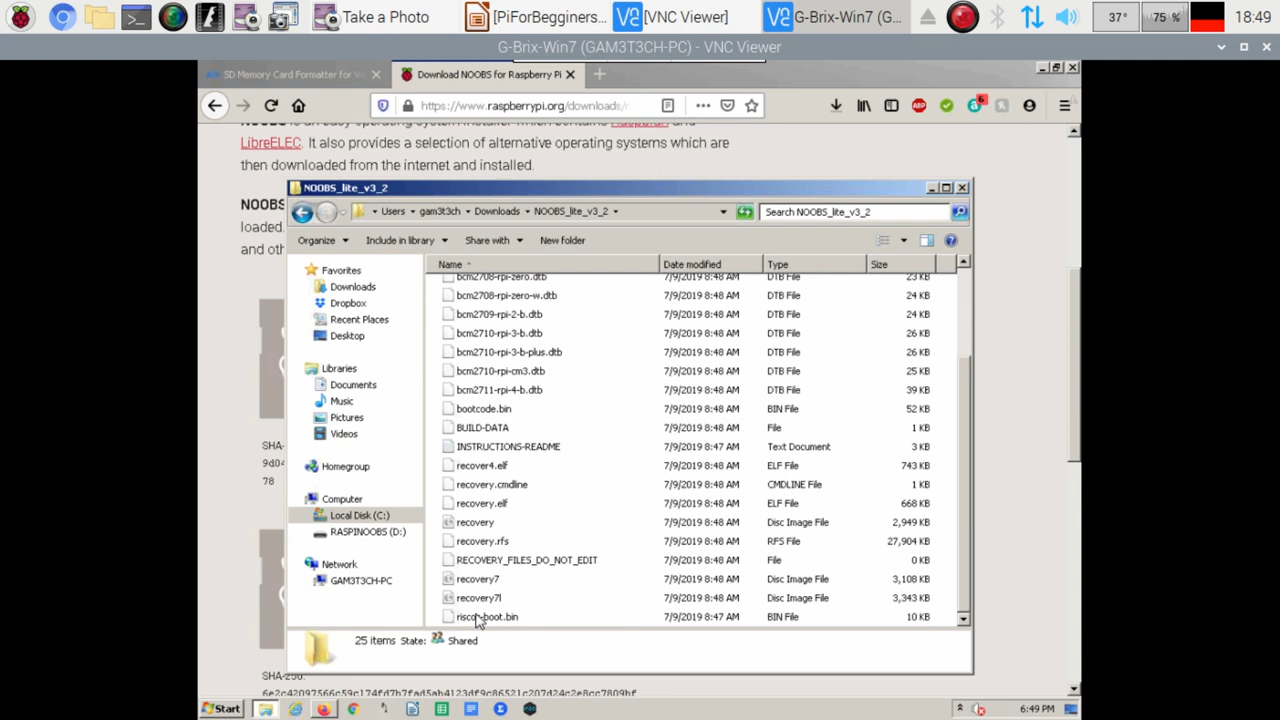 Take a Photo
[PiForBegginers...
[VNC Viewer]
G-Brix-Win7 (G...
37°
75 %
18:49
G-Brix-Win7 (GAM3T3CH-PC) - VNC Viewer
SD Memory Card Formatter for W
Download NOOBS for Raspberry Pi
https://www.raspberrypi.org/downloads/
ABP
6
LibreELEC. It also provides a selection of alternative operating systems which are
then downloaded from the internet and installed.
NOOBS_lite_v3_2
NOOBS
Users
gam3t3ch
Downloads
NOOBS_lite_v3_2
Search NOOBS_lite_v3_2
loaded.
and oth
Organize
Include in library
Share with
New folder
Name
Date modified
Type
Size
Favorites
Downloads
Dropbox
Recent Places
Desktop
Libraries
Documents
Music
Pictures
Videos
Homegroup
Computer
Local Disk (C:)
RASPINOOBS (D:)
Network
GAM3T3CH-PC
bcm2708-rpi-zero.dtb 7/9/2019 8:48 AM DTB File 23 KB
bcm2708-rpi-zero-w.dtb 7/9/2019 8:48 AM DTB File 24 KB
bcm2709-rpi-2-b.dtb 7/9/2019 8:48 AM DTB File 24 KB
bcm2710-rpi-3-b.dtb 7/9/2019 8:48 AM DTB File 26 KB
bcm2710-rpi-3-b-plus.dtb 7/9/2019 8:48 AM DTB File 26 KB
bcm2710-rpi-cm3.dtb 7/9/2019 8:48 AM DTB File 25 KB
bcm2711-rpi-4-b.dtb 7/9/2019 8:48 AM DTB File 39 KB
bootcode.bin 7/9/2019 8:48 AM BIN File 52 KB
BUILD-DATA 7/9/2019 8:48 AM File 1 KB
INSTRUCTIONS-README 7/9/2019 8:47 AM Text Document 3 KB
recover4.elf 7/9/2019 8:48 AM ELF File 743 KB
recovery.cmdline 7/9/2019 8:48 AM CMDLINE File 1 KB
recovery.elf 7/9/2019 8:48 AM ELF File 668 KB
recovery 7/9/2019 8:48 AM Disc Image File 2,949 KB
recovery.rfs 7/9/2019 8:48 AM RFS File 27,904 KB
RECOVERY_FILES_DO_NOT_EDIT 7/9/2019 8:48 AM File 0 KB
recovery7 7/9/2019 8:48 AM Disc Image File 3,108 KB
recovery7l 7/9/2019 8:48 AM Disc Image File 3,343 KB
riscos-boot.bin 7/9/2019 8:47 AM BIN File 10 KB
SHA-
9d04
78
25 items State: Shared
SHA-256:
Start
6:49 PM